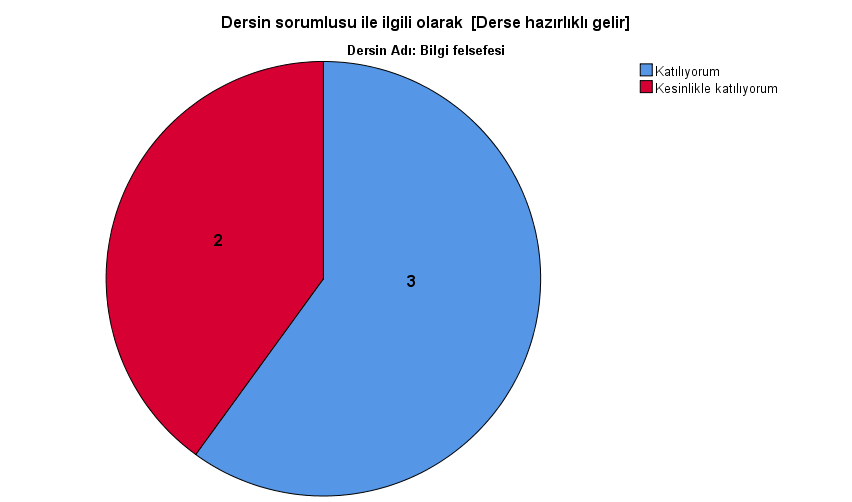 Dersin sorumlusu ile ilgili olarak  [Derse hazırlıklı gelir]
Dersin Adı: Bilgi felsefesi
Katılıyorum
Kesinlikle katılıyorum
2
3